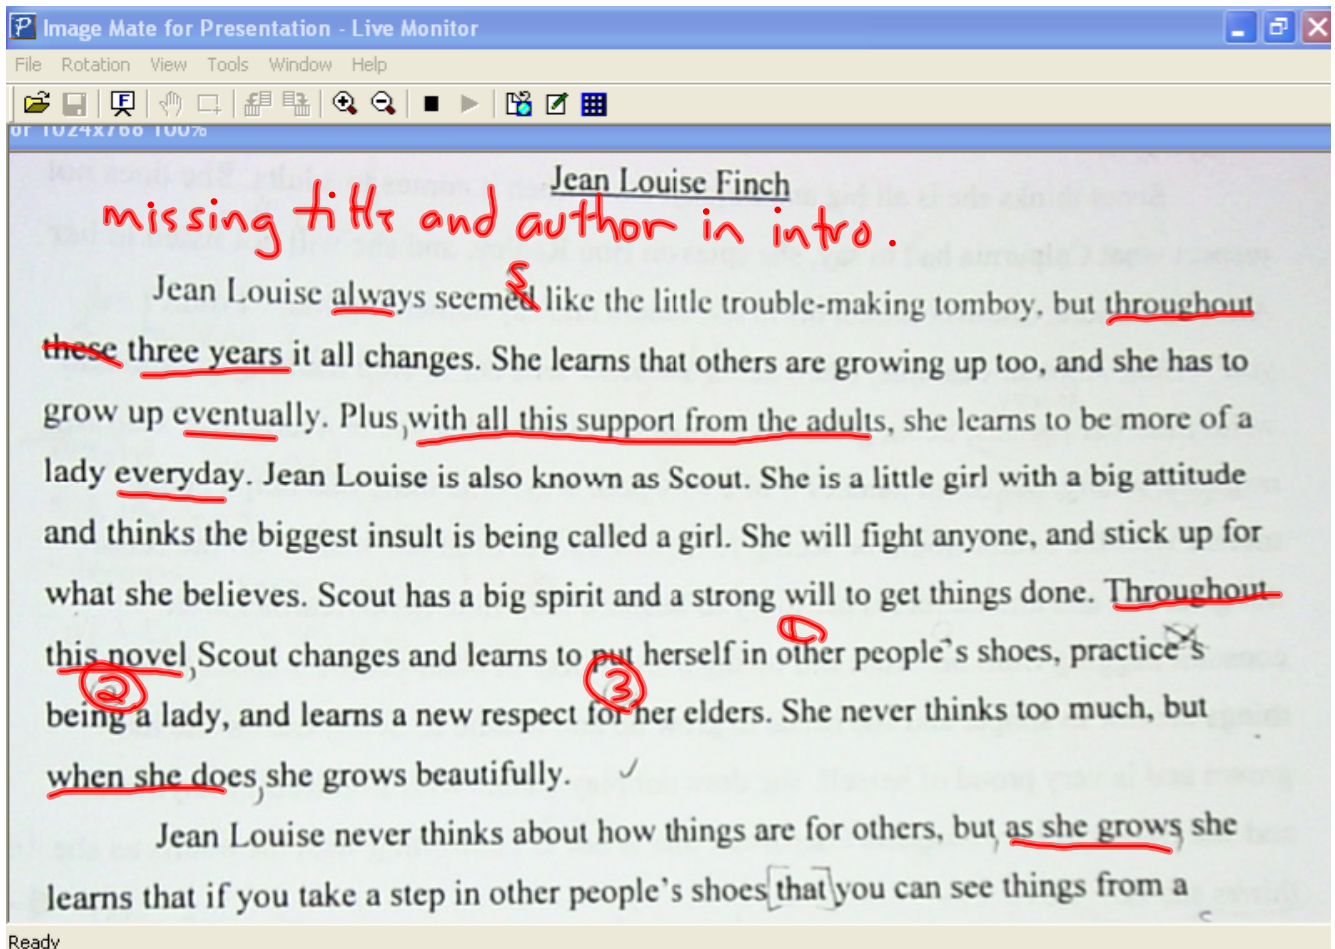 Image Mate for Presentation - Live Monitor
File Rotation View Tools Window Help
or 1024x768 100%
Jean Louise Finch
missing title and author in intro.
s
Jean Louise always seemed like the little trouble-making tomboy, but throughout
these three years it all changes. She learns that others are growing up too, and she has to
grow up eventually. Plus, with all this support from the adults, she learns to be more of a
lady everyday. Jean Louise is also known as Scout. She is a little girl with a big attitude
and thinks the biggest insult is being called a girl. She will fight anyone, and stick up for
what she believes. Scout has a big spirit and a strong will to get things done. Throughout
1
this novel, Scout changes and learns to put herself in other people's shoes, practice s
2 3
being a lady, and learns a new respect for her elders. She never thinks too much, but
when she does, she grows beautifully.
Jean Louise never thinks about how things are for others, but, as she grows, she
learns that if you take a step in other people's shoes [that] you can see things from a
Ready